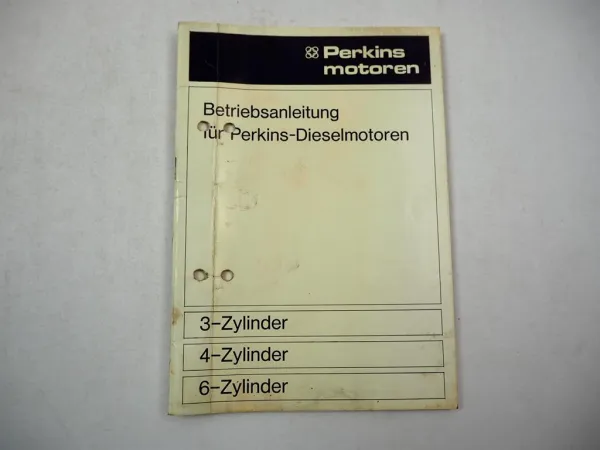 Perkins
motoren
Betriebsanleitung
für Perkins-Dieselmotoren
3-Zylinder
4-Zylinder
6-Zylinder